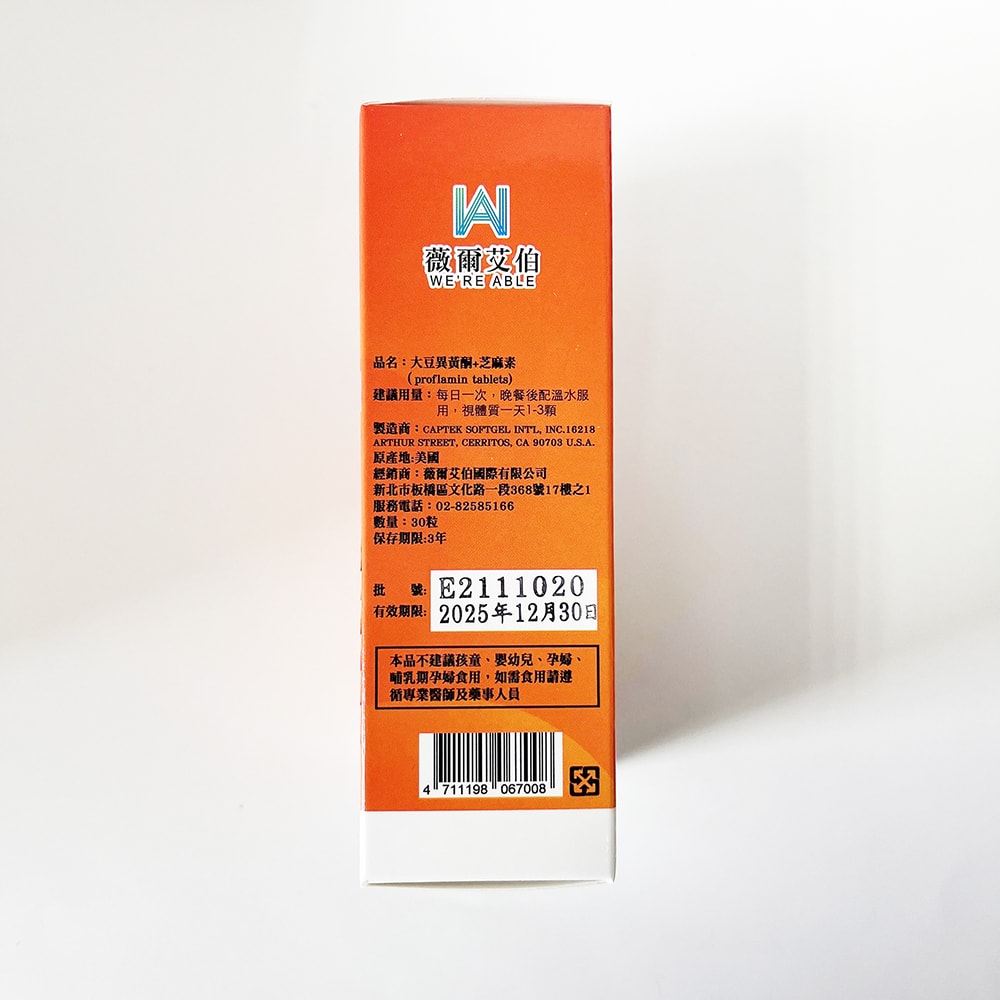 薇爾艾伯
WE'RE ABLE
品名：大豆異黃酮+芝麻素
(proflamin tablets)
建議用量：每日一次，晚餐後配溫水服
用，視體質一天1-3顆
製造商：CAPTEK SOFTGEL INT'L, INC.16218
ARTHUR STREET, CERRITOS, CA 90703 U.S.A.
原產地:美國
經銷商：薇爾艾伯國際有限公司
新北市板橋區文化路一段368號17樓之1
服務電話：02-82585166
數量：30粒
保存期限:3年
批 號: E2111020
有效期限: 2025年12月30日
本品不建議孩童、嬰幼兒、孕婦、
哺乳期孕婦食用，如需食用請遵
循專業醫師及藥事人員
4 711198 067008